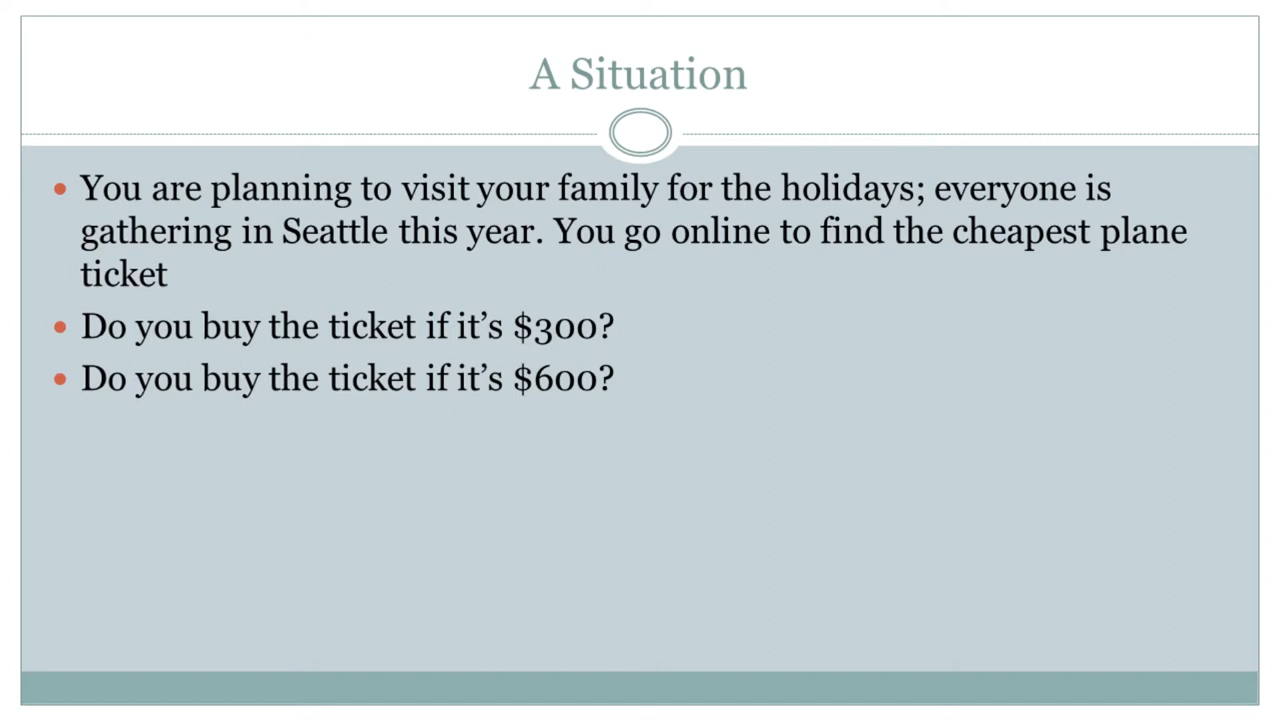 A Situation
• You are planning to visit your family for the holidays; everyone is
gathering in Seattle this year. You go online to find the cheapest plane
ticket
• Do you buy the ticket if it’s $300?
• Do you buy the ticket if it’s $600?